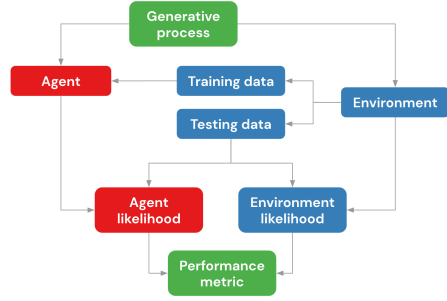 Generative
process
Agent
Training data
Environment
Testing data
Agent
likelihood
Environment
likelihood
Performance
metric